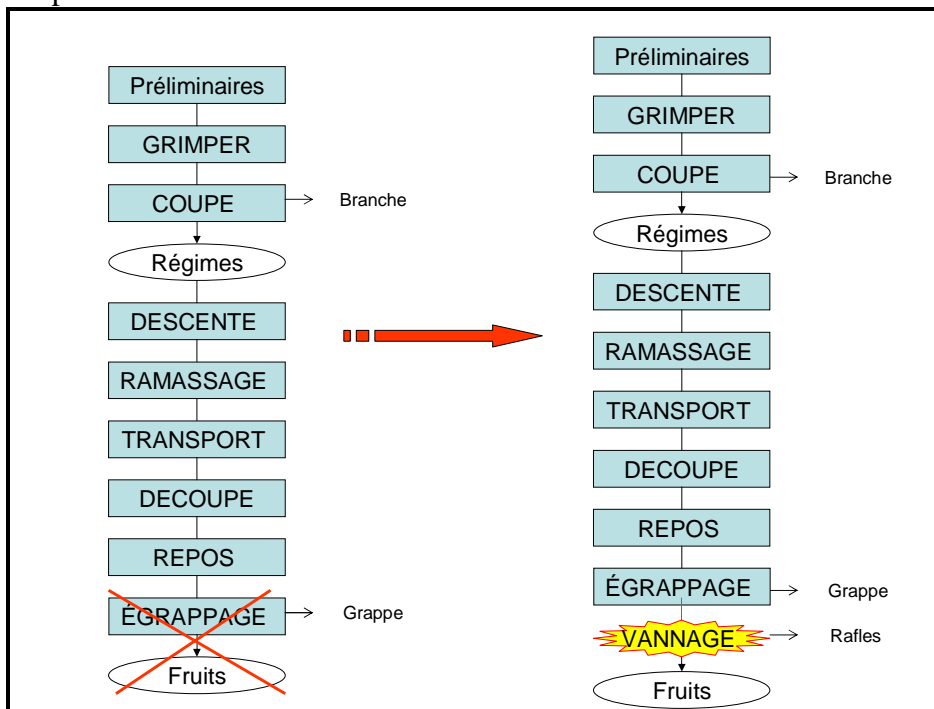 Préliminaires
GRIMPER
COUPE
Branche
Régimes
DESCENTE
RAMASSAGE
TRANSPORT
DECOUPE
REPOS
ÉGRAPPAGE
Grappe
Fruits
Préliminaires
GRIMPER
COUPE
Branche
Régimes
DESCENTE
RAMASSAGE
TRANSPORT
DECOUPE
REPOS
ÉGRAPPAGE
Grappe
VANNAGE
Rafles
Fruits